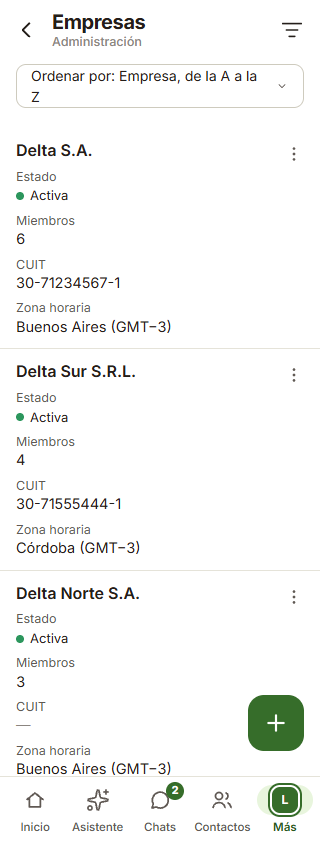 Empresas
Administración
Ordenar por: Empresa, de la A a la
Z
Delta S.A.
Estado
Activa
Miembros
6
CUIT
30-71234567-1
Zona horaria
Buenos Aires (GMT−3)
Delta Sur S.R.L.
Estado
Activa
Miembros
4
CUIT
30-71555444-1
Zona horaria
Córdoba (GMT−3)
Delta Norte S.A.
Estado
Activa
Miembros
3
CUIT
—
Zona horaria
Buenos Aires (GMT−3)
2
L
Inicio Asistente Chats Contactos Más